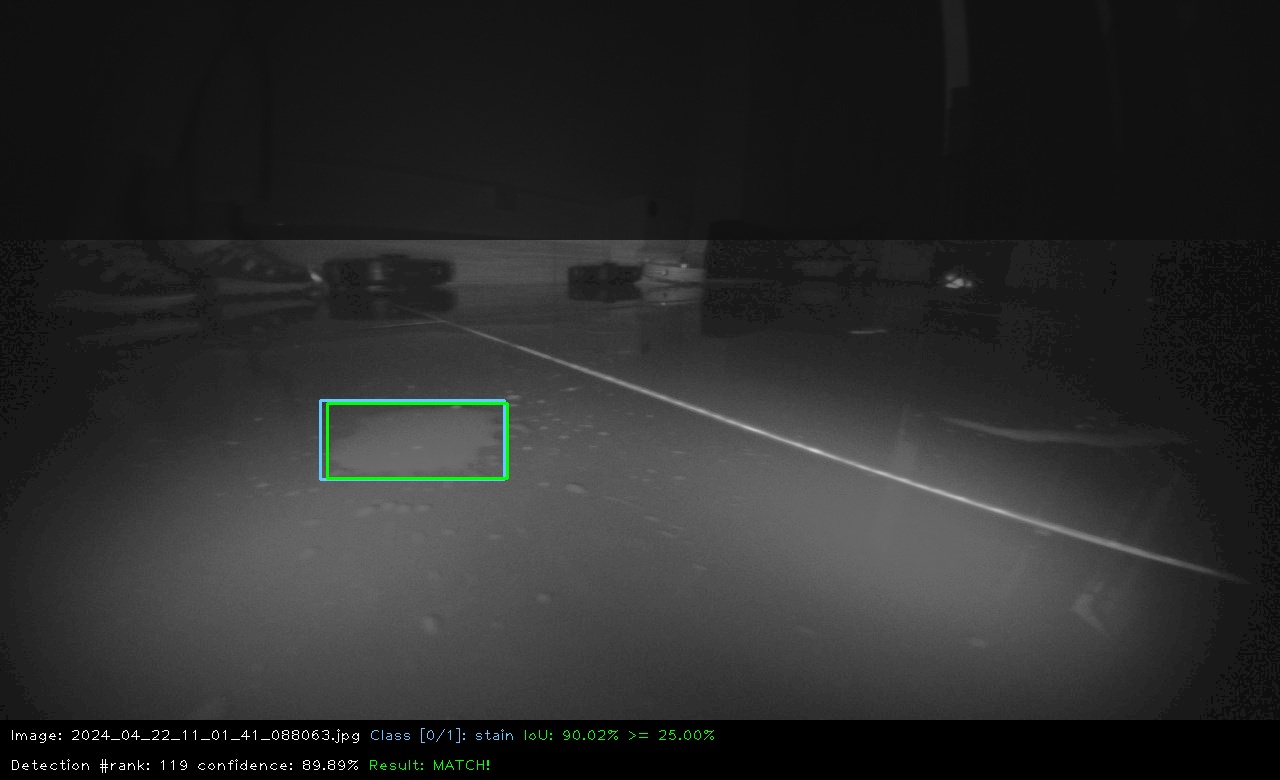 Image: 2024_04_22_11_01_41_088063.jpg Class [0/1]: stain IoU: 90.02% >= 25.00%
Detection #rank: 119 confidence: 89.89% Result: MATCH!